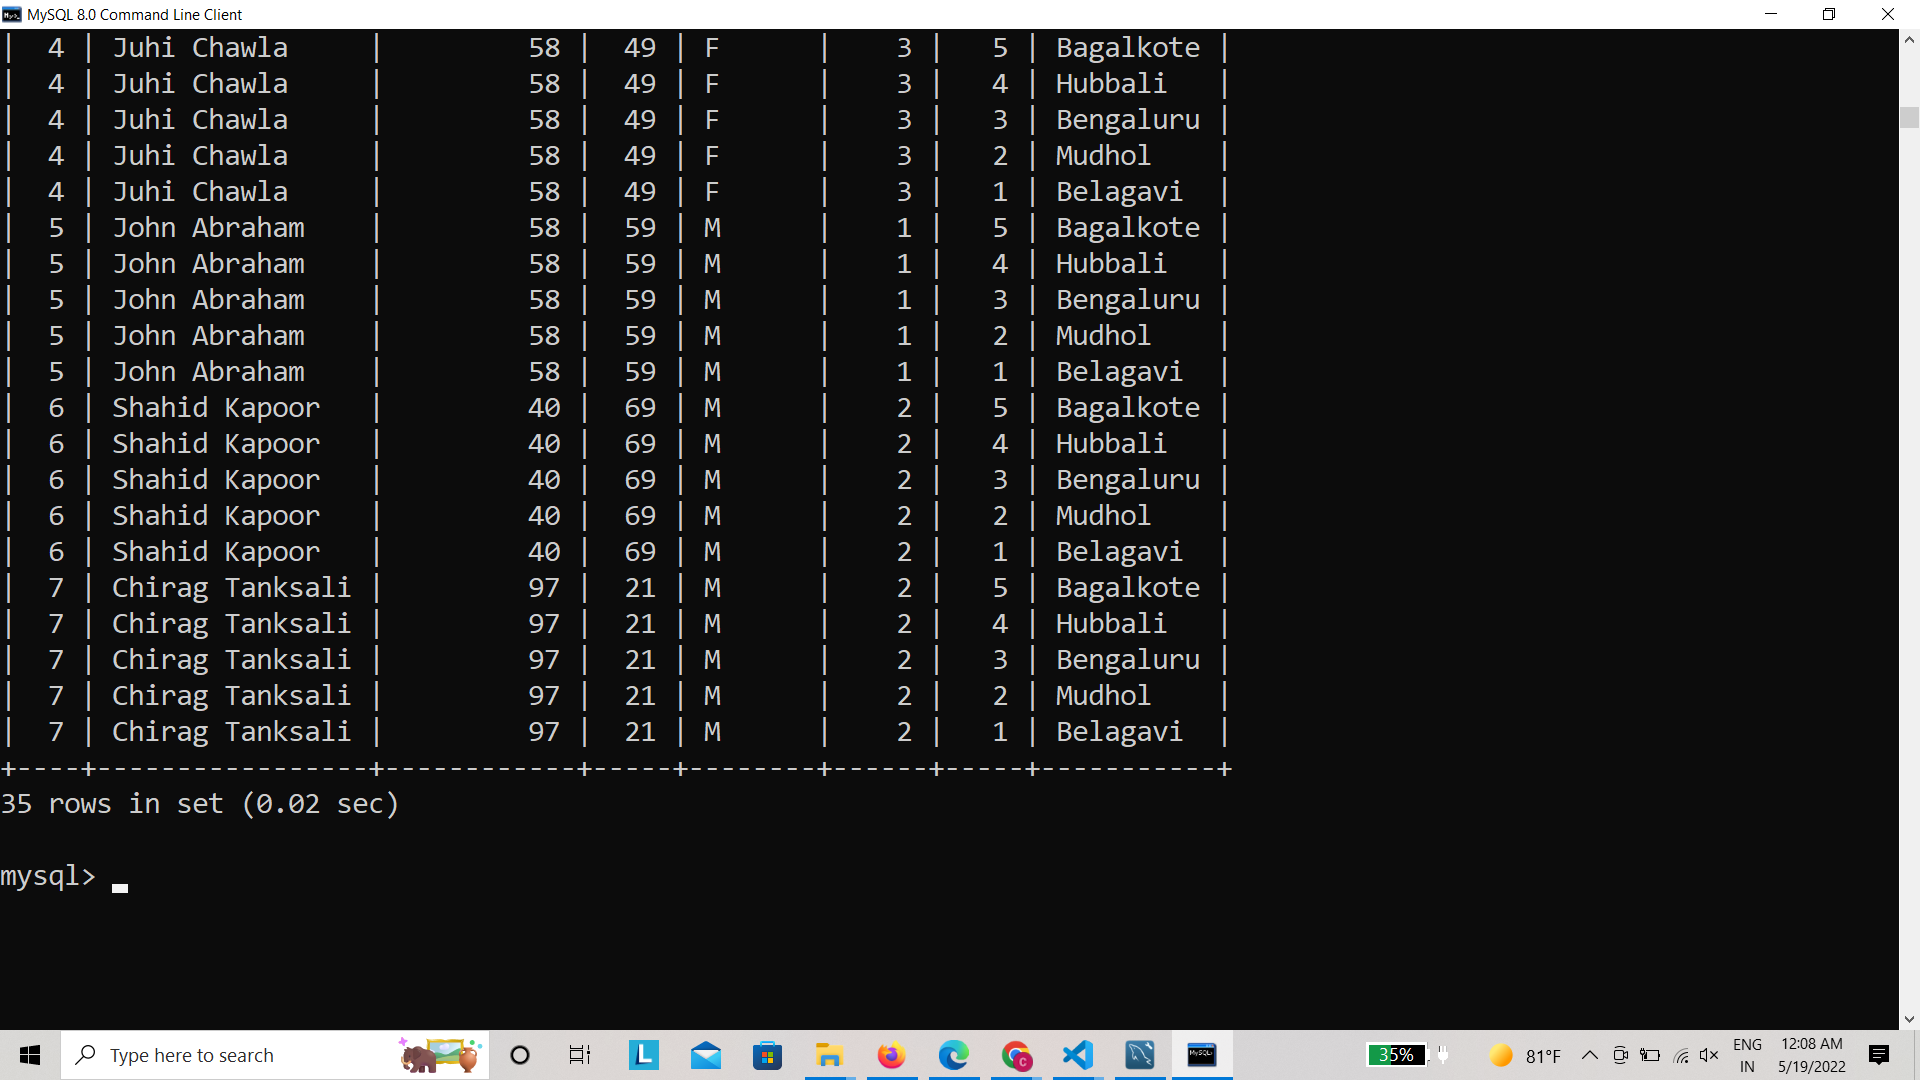 MySQL 8.0 Command Line Client
|  4 | Juhi Chawla     |         58 |  49 | F      |    3 |   5 | Bagalkote |
|  4 | Juhi Chawla     |         58 |  49 | F      |    3 |   4 | Hubbali   |
|  4 | Juhi Chawla     |         58 |  49 | F      |    3 |   3 | Bengaluru |
|  4 | Juhi Chawla     |         58 |  49 | F      |    3 |   2 | Mudhol    |
|  4 | Juhi Chawla     |         58 |  49 | F      |    3 |   1 | Belagavi  |
|  5 | John Abraham    |         58 |  59 | M      |    1 |   5 | Bagalkote |
|  5 | John Abraham    |         58 |  59 | M      |    1 |   4 | Hubbali   |
|  5 | John Abraham    |         58 |  59 | M      |    1 |   3 | Bengaluru |
|  5 | John Abraham    |         58 |  59 | M      |    1 |   2 | Mudhol    |
|  5 | John Abraham    |         58 |  59 | M      |    1 |   1 | Belagavi  |
|  6 | Shahid Kapoor   |         40 |  69 | M      |    2 |   5 | Bagalkote |
|  6 | Shahid Kapoor   |         40 |  69 | M      |    2 |   4 | Hubbali   |
|  6 | Shahid Kapoor   |         40 |  69 | M      |    2 |   3 | Bengaluru |
|  6 | Shahid Kapoor   |         40 |  69 | M      |    2 |   2 | Mudhol    |
|  6 | Shahid Kapoor   |         40 |  69 | M      |    2 |   1 | Belagavi  |
|  7 | Chirag Tanksali |         97 |  21 | M      |    2 |   5 | Bagalkote |
|  7 | Chirag Tanksali |         97 |  21 | M      |    2 |   4 | Hubbali   |
|  7 | Chirag Tanksali |         97 |  21 | M      |    2 |   3 | Bengaluru |
|  7 | Chirag Tanksali |         97 |  21 | M      |    2 |   2 | Mudhol    |
|  7 | Chirag Tanksali |         97 |  21 | M      |    2 |   1 | Belagavi  |
+----+-----------------+------------+-----+--------+------+-----+-----------+
35 rows in set (0.02 sec)
mysql>
Type here to search
L
C
35%
81°F
ENG
IN
12:08 AM
5/19/2022